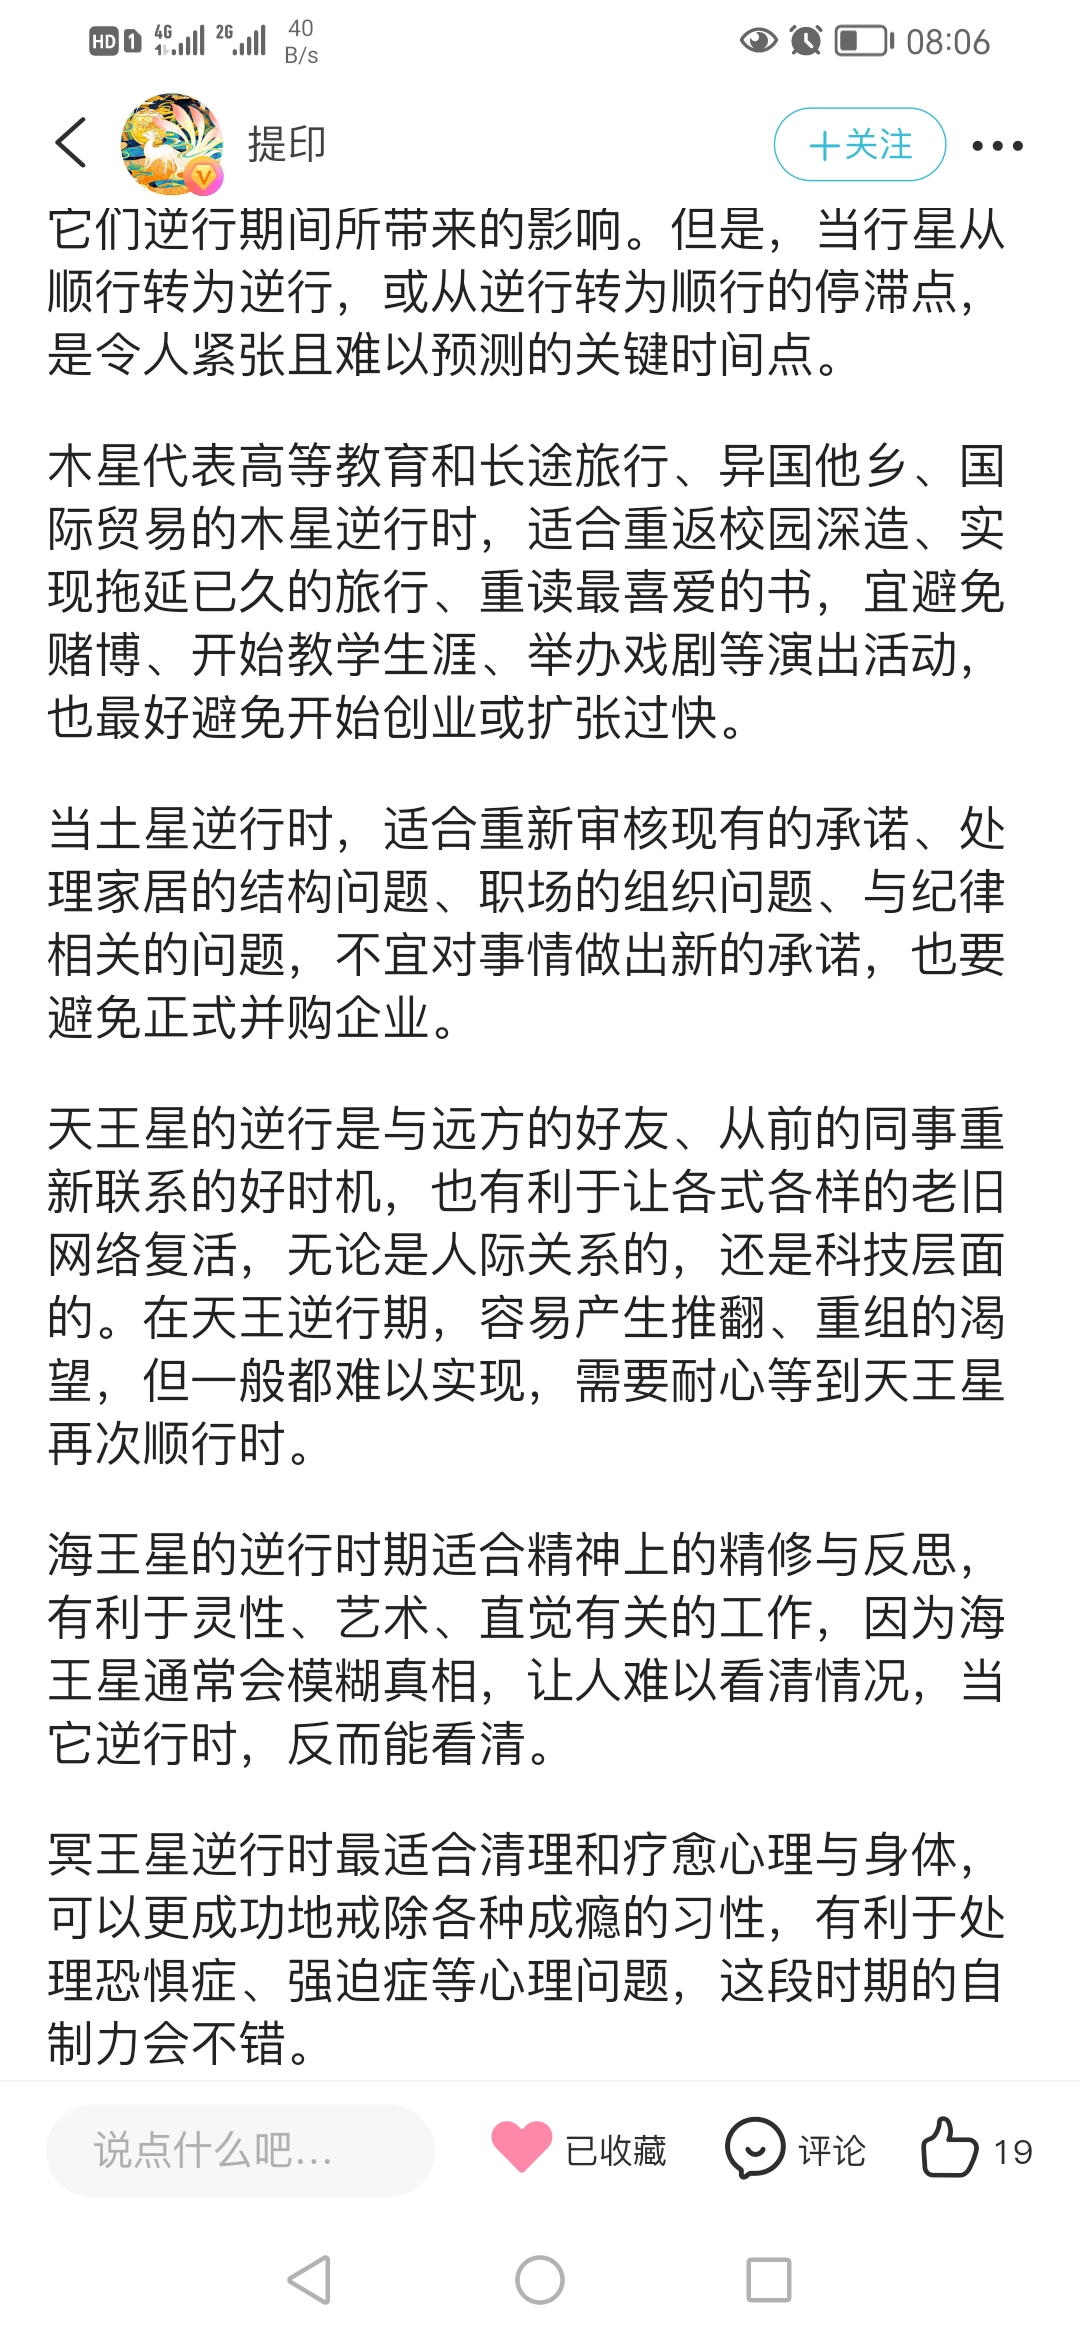 HD 1 4G 2G 40 B/s 08:06
提印 +关注
它们逆行期间所带来的影响。但是，当行星从
顺行转为逆行，或从逆行转为顺行的停滞点，
是令人紧张且难以预测的关键时间点。
木星代表高等教育和长途旅行、异国他乡、国
际贸易的木星逆行时，适合重返校园深造、实
现拖延已久的旅行、重读最喜爱的书，宜避免
赌博、开始教学生涯、举办戏剧等演出活动，
也最好避免开始创业或扩张过快。
当土星逆行时，适合重新审核现有的承诺、处
理家居的结构问题、职场的组织问题、与纪律
相关的问题，不宜对事情做出新的承诺，也要
避免正式并购企业。
天王星的逆行是与远方的好友、从前的同事重
新联系的好时机，也有利于让各式各样的老旧
网络复活，无论是人际关系的，还是科技层面
的。在天王逆行期，容易产生推翻、重组的渴
望，但一般都难以实现，需要耐心等到天王星
再次顺行时。
海王星的逆行时期适合精神上的精修与反思，
有利于灵性、艺术、直觉有关的工作，因为海
王星通常会模糊真相，让人难以看清情况，当
它逆行时，反而能看清。
冥王星逆行时最适合清理和疗愈心理与身体，
可以更成功地戒除各种成瘾的习性，有利于处
理恐惧症、强迫症等心理问题，这段时期的自
制力会不错。
说点什么吧... 已收藏 评论 19